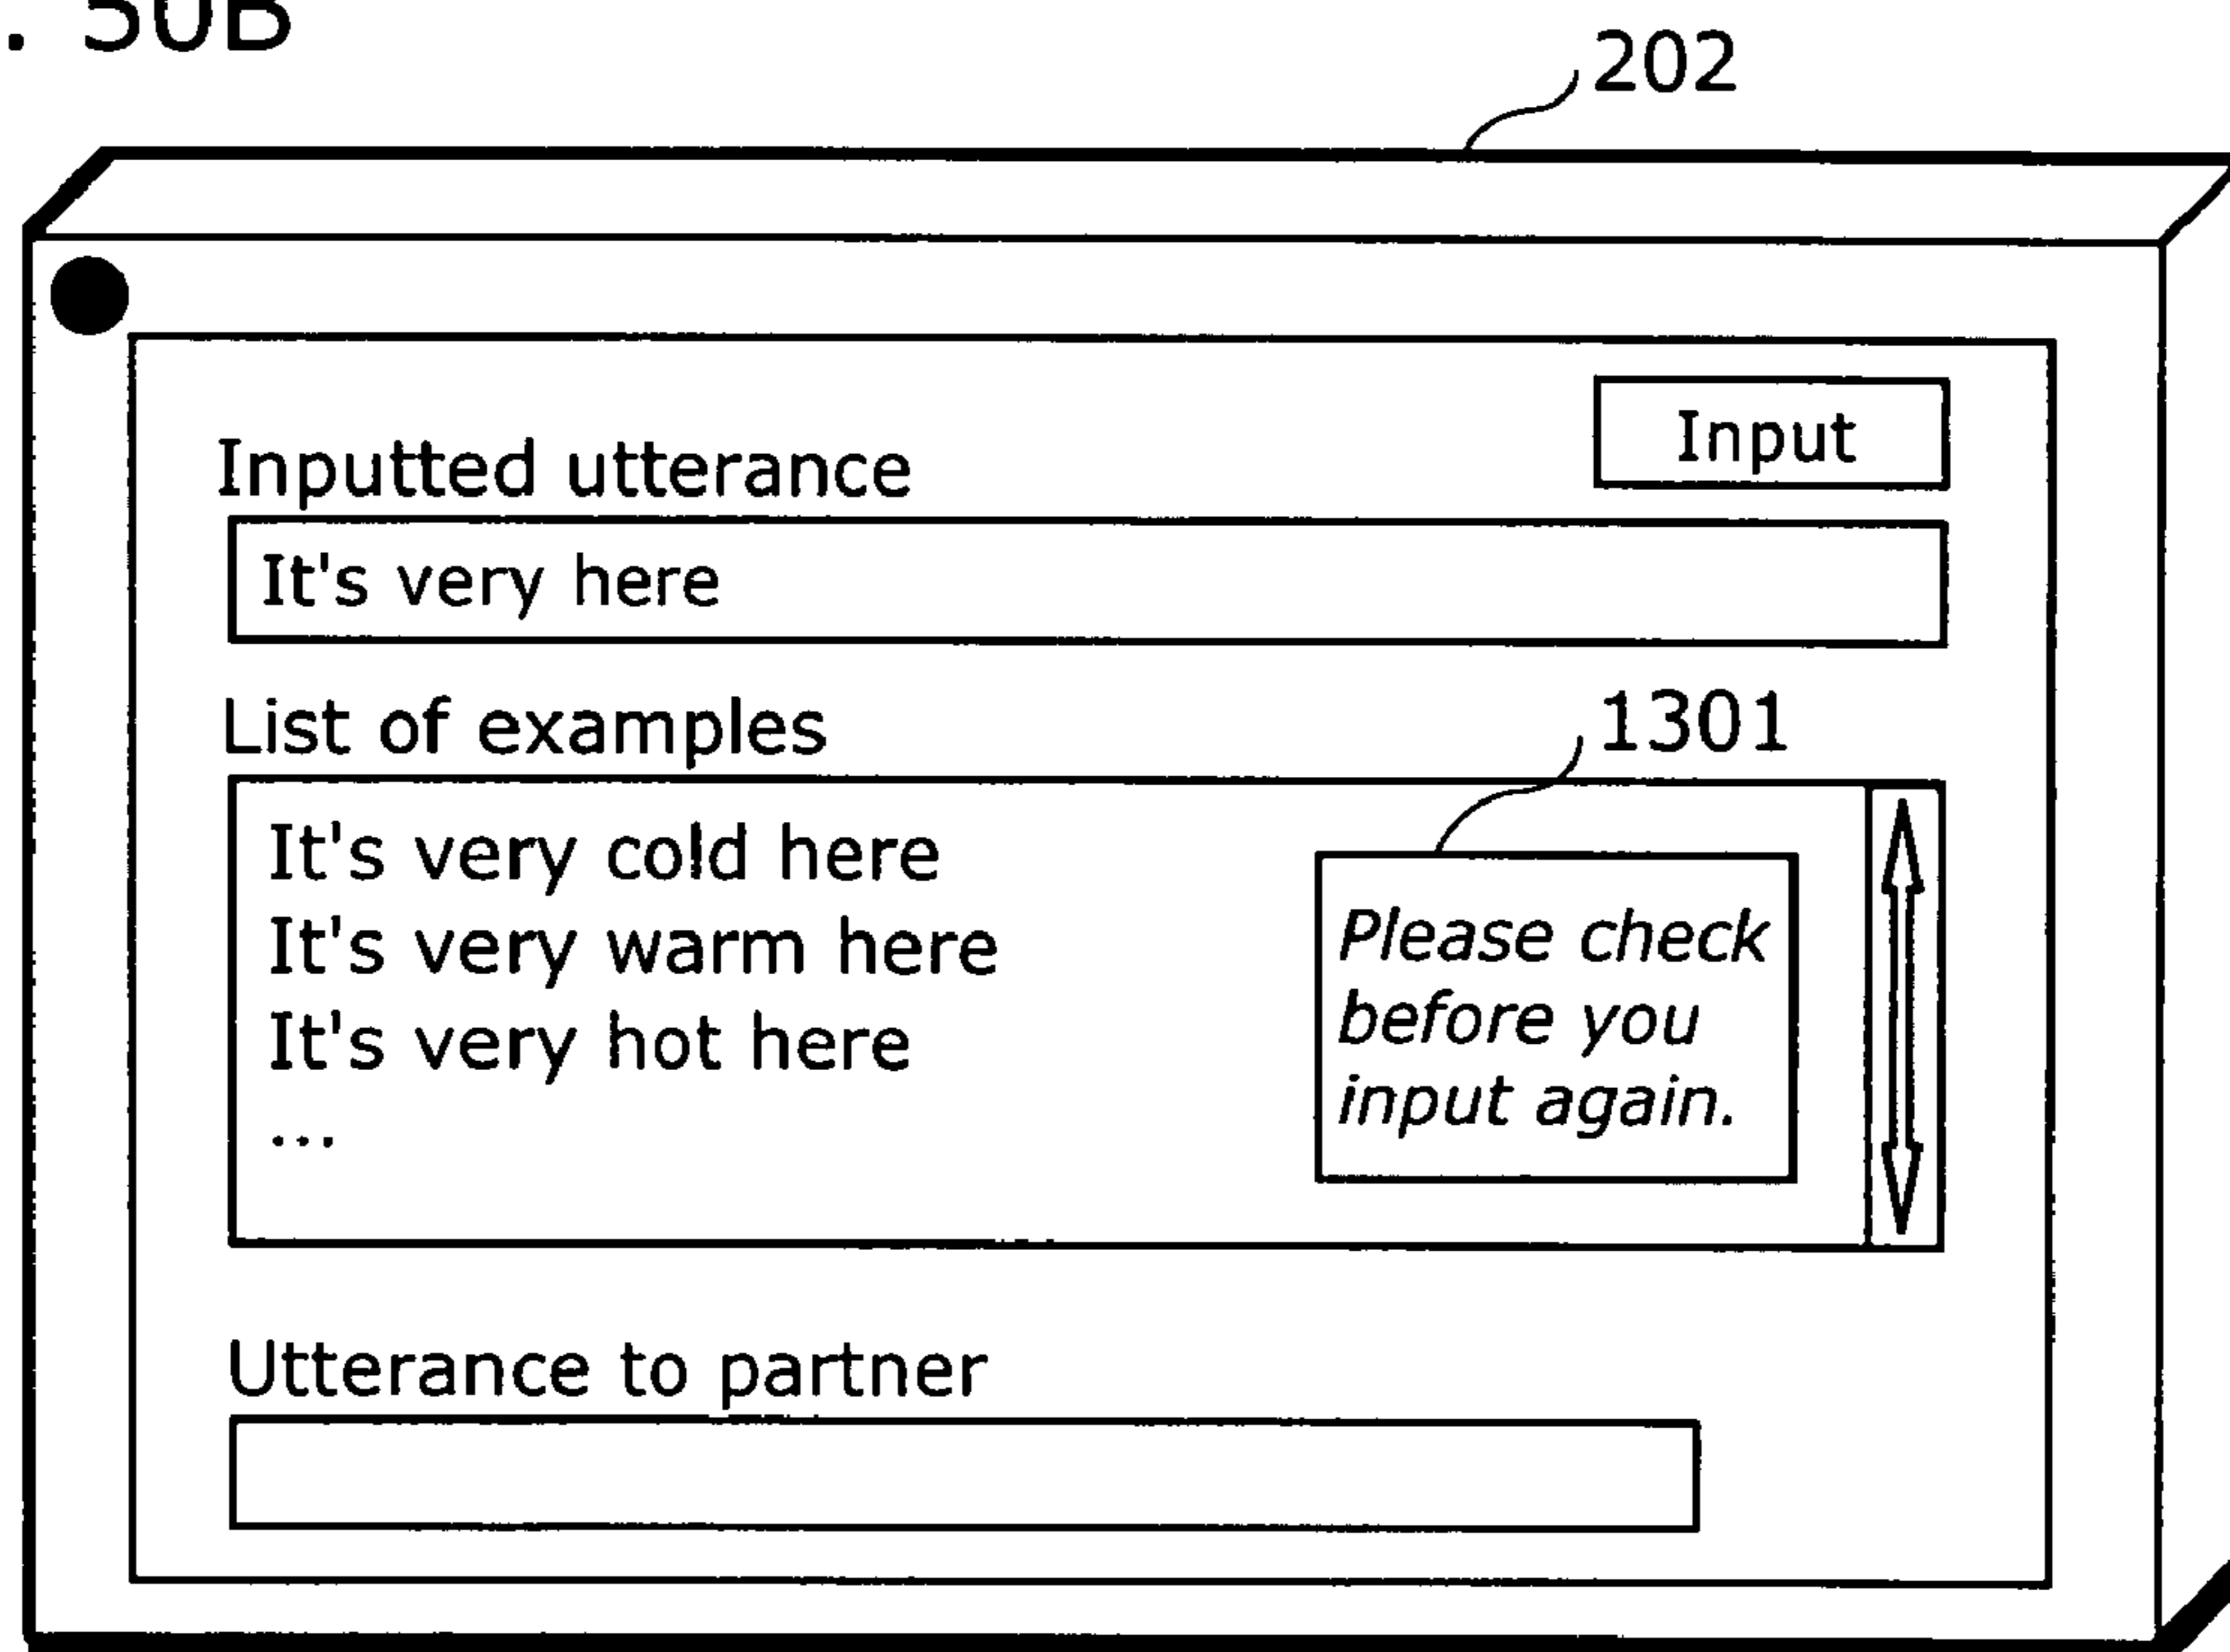 . 50B
202
Input
Inputted utterance
It's very here
List of examples
1301
It's very cold here
It's very warm here
It's very hot here
...
Please check
before you
input again.
Utterance to partner